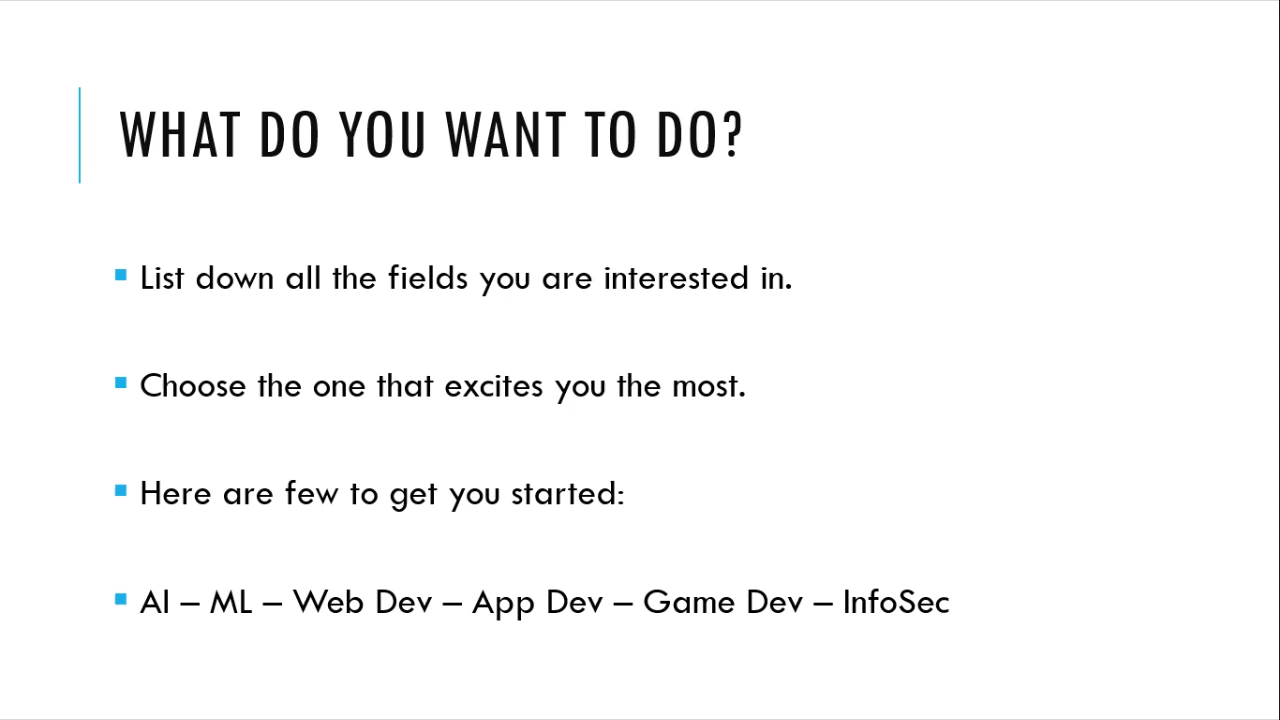 WHAT DO YOU WANT TO DO?
List down all the fields you are interested in.
Choose the one that excites you the most.
Here are few to get you started:
AI – ML – Web Dev – App Dev – Game Dev – InfoSec